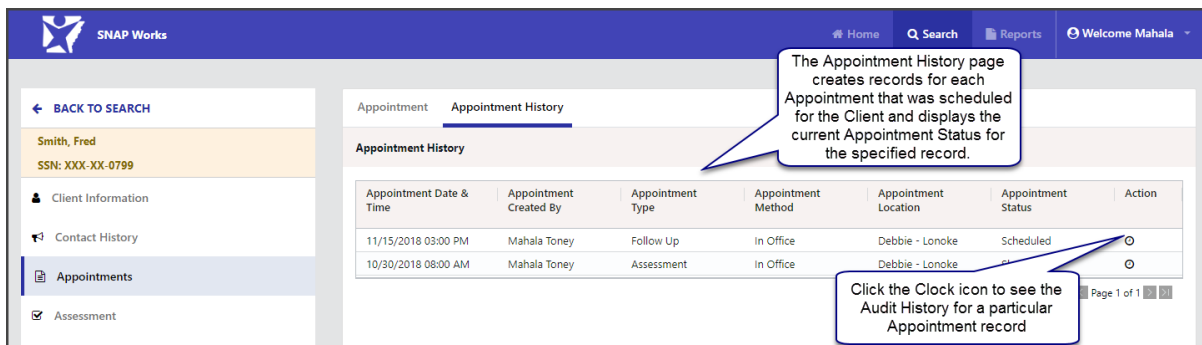 SNAP Works
Home
Search
Reports
Welcome Mahala
The Appointment History page
creates records for each
Appointment that was scheduled
for the Client and displays the
current Appointment Status for
the specified record.
BACK TO SEARCH
Smith, Fred
SSN: XXX-XX-0799
Client Information
Contact History
Appointments
Assessment
Appointment Appointment History
Appointment History
Appointment Date & Time
Appointment Created By
Appointment Type
Appointment Method
Appointment Location
Appointment Status
Action
11/15/2018 03:00 PM Mahala Toney Follow Up In Office Debbie - Lonoke Scheduled
10/30/2018 08:00 AM Mahala Toney Assessment In Office Debbie - Lonoke
Click the Clock icon to see the
Audit History for a particular
Appointment record
Page 1 of 1